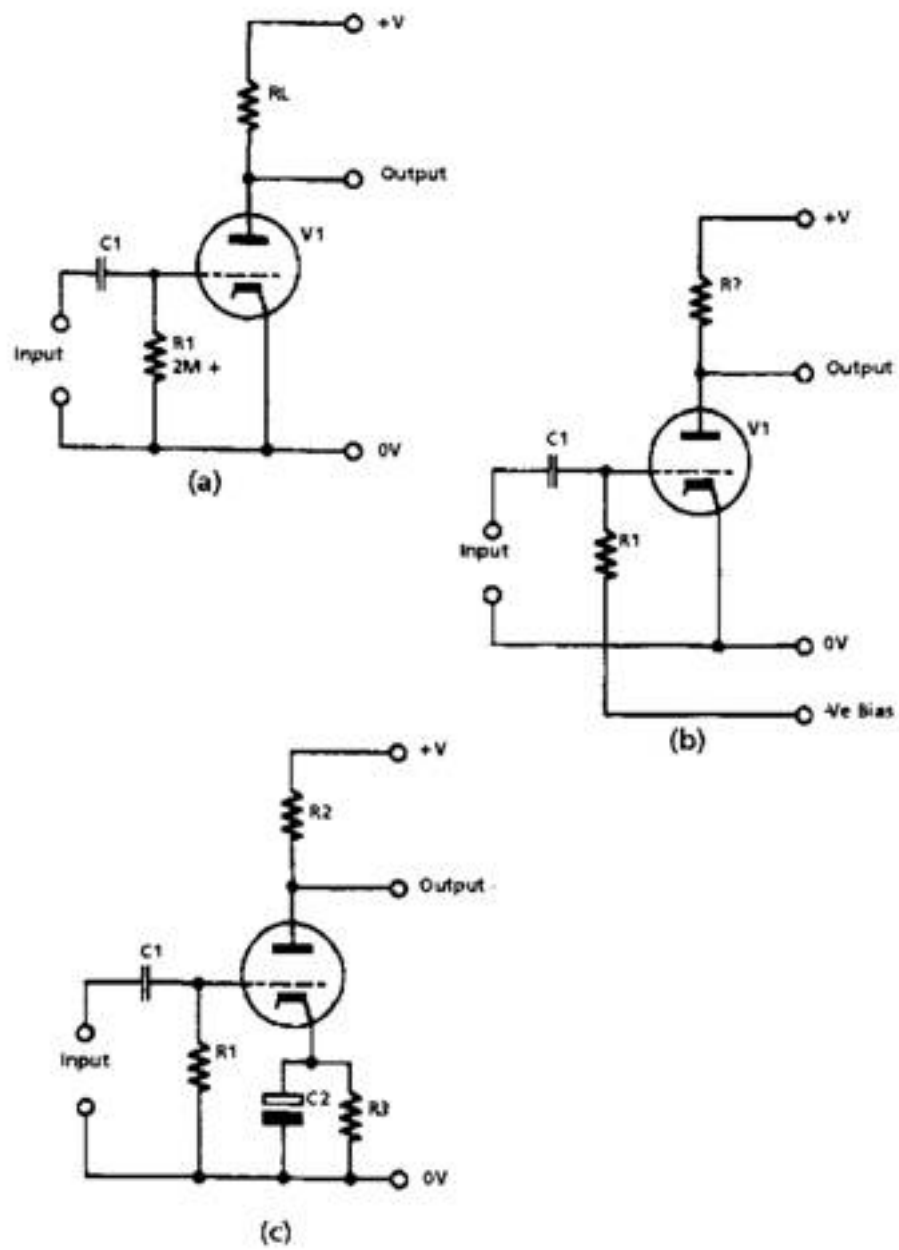 +V
RL
Output
V1
C1
Input
R1
2M +
0V
(a)
+V
R?
Output
V1
C1
Input
R1
0V
-Ve Bias
(b)
+V
R2
Output
C1
Input
R1
C2
R3
0V
(c)